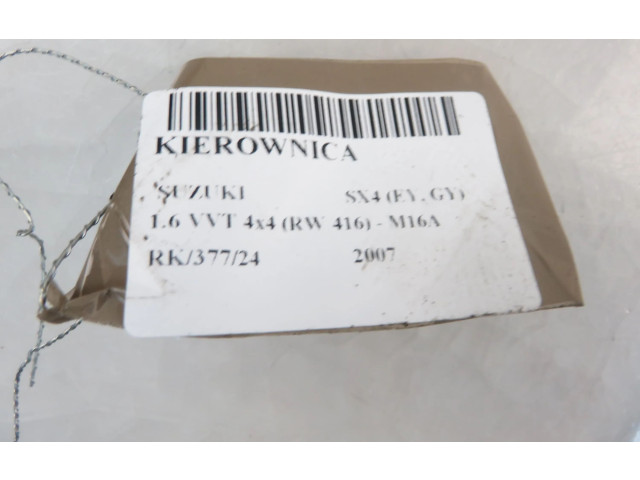 KIEROWNICA
SUZUKI SX4 (EY, GY)
1.6 VVT 4x4 (RW 416) - M16A
RK/377/24 2007